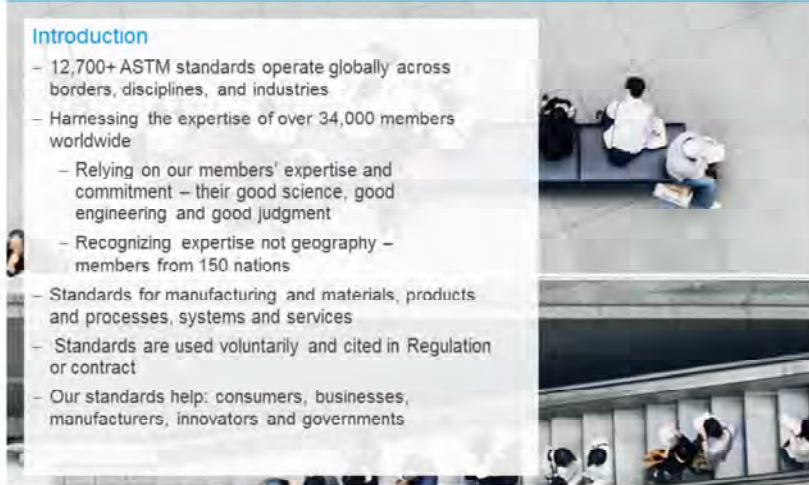 Introduction
– 12,700+ ASTM standards operate globally across
borders, disciplines, and industries
– Harnessing the expertise of over 34,000 members
worldwide
– Relying on our members' expertise and
commitment – their good science, good
engineering and good judgment
– Recognizing expertise not geography –
members from 150 nations
– Standards for manufacturing and materials, products
and processes, systems and services
– Standards are used voluntarily and cited in Regulation
or contract
– Our standards help: consumers, businesses,
manufacturers, innovators and governments